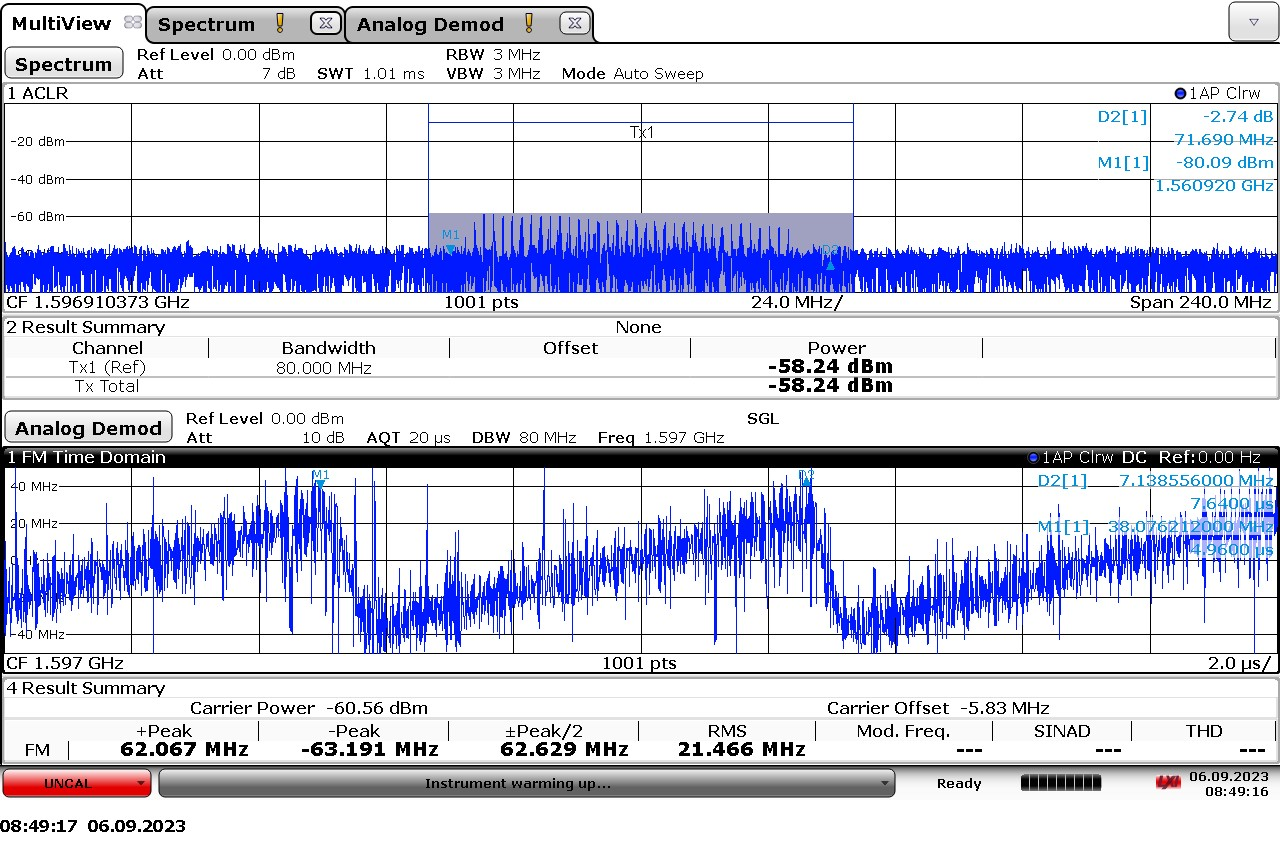 MultiView Spectrum ! Analog Demod !
Spectrum
Ref Level 0.00 dBm RBW 3 MHz
Att 7 dB SWT 1.01 ms VBW 3 MHz Mode Auto Sweep
1 ACLR 1AP Clrw
D2[1] -2.74 dB
71.690 MHz
M1[1] -80.09 dBm
1.560920 GHz
Tx1
-20 dBm
-40 dBm
-60 dBm
M1
D2
CF 1.596910373 GHz 1001 pts 24.0 MHz/ Span 240.0 MHz
2 Result Summary None
Channel Bandwidth Offset Power
Tx1 (Ref) 80.000 MHz -58.24 dBm
Tx Total -58.24 dBm
Analog Demod
Ref Level 0.00 dBm SGL
Att 10 dB AQT 20 µs DBW 80 MHz Freq 1.597 GHz
1 FM Time Domain 1AP Clrw DC Ref:0.00 Hz
M1 D2
D2[1] 7.138556000 MHz
7.6400 µs
M1[1] 38.076212000 MHz
4.9600 µs
40 MHz
20 MHz
-40 MHz
CF 1.597 GHz 1001 pts 2.0 µs/
4 Result Summary
Carrier Power -60.56 dBm Carrier Offset -5.83 MHz
+Peak -Peak ±Peak/2 RMS Mod. Freq. SINAD THD
FM 62.067 MHz -63.191 MHz 62.629 MHz 21.466 MHz --- --- ---
UNCAL Instrument warming up... Ready 06.09.2023
08:49:16
08:49:17 06.09.2023